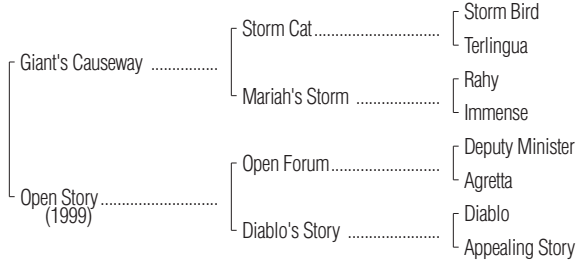 Storm Bird
Storm Cat
Terlingua
Giant's Causeway
Rahy
Mariah's Storm
Immense
Deputy Minister
Open Forum
Agretta
Open Story
(1999)
Diablo
Diablo's Story
Appealing Story